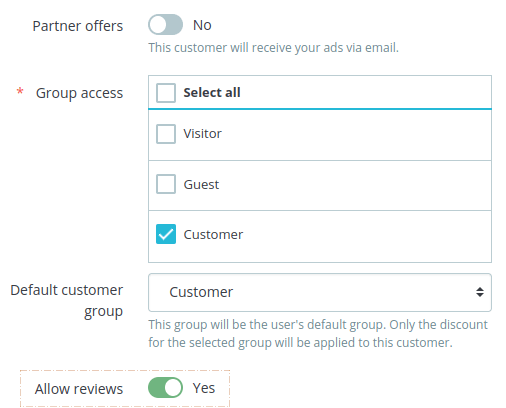 Partner offers No
This customer will receive your ads via email.
* Group access
Select all
Visitor
Guest
Customer
Default customer group
Customer
This group will be the user's default group. Only the discount
for the selected group will be applied to this customer.
Allow reviews Yes